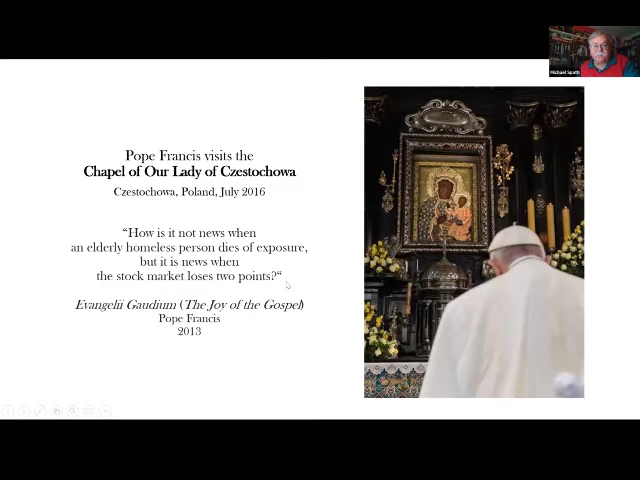 Michael Spath
Pope Francis visits the
Chapel of Our Lady of Czestochowa
Czestochowa, Poland, July 2016
“How is it not news when
an elderly homeless person dies of exposure,
but it is news when
the stock market loses two points?“
Evangelii Gaudium (The Joy of the Gospel)
Pope Francis
2013